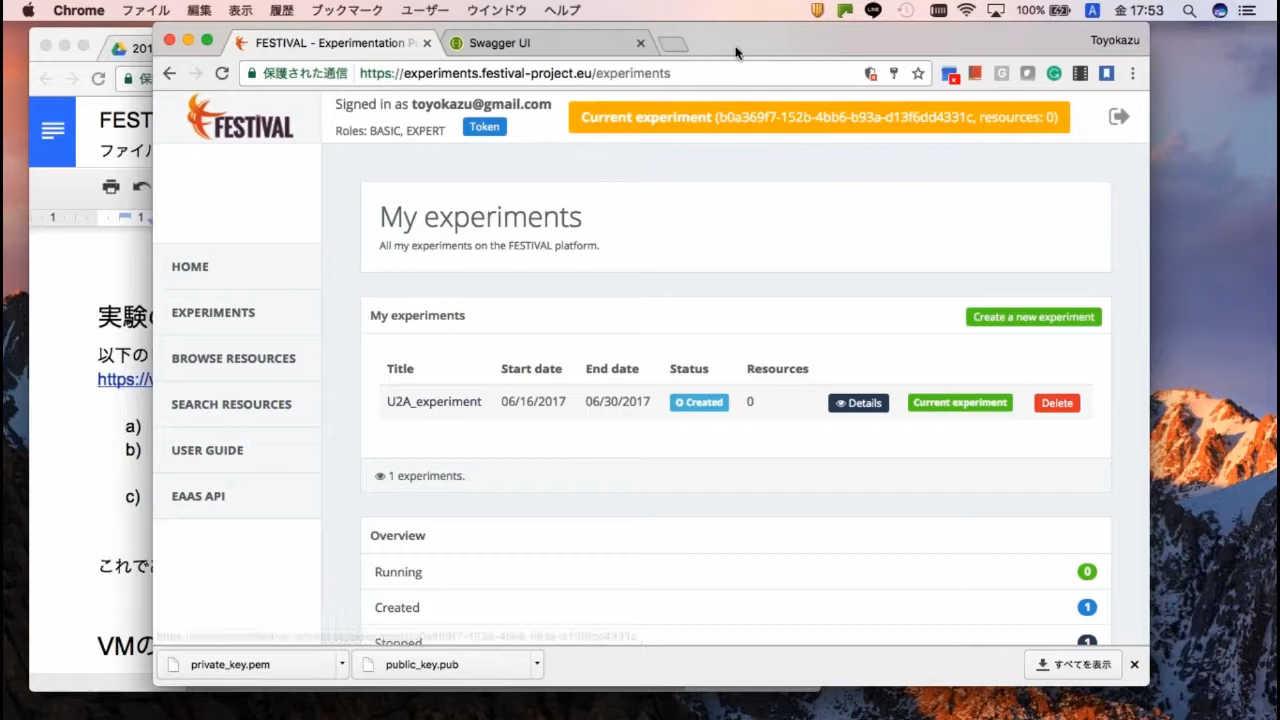 Chrome ファイル 編集 表示 履歴 ブックマーク ユーザー ウインドウ ヘルプ 100% A 金 17:53
201
FESTIVAL - Experimentation P
Swagger UI
Toyokazu
保護された通信 https://experiments.festival-project.eu/experiments
FEST
ファイル
1 1
実験
以下の
https://
a)
b)
c)
これで
VMの
FESTIVAL
Signed in as toyokazu@gmail.com
Roles: BASIC, EXPERT Token
Current experiment (b0a369f7-152b-4bb6-b93a-d13f6dd4331c, resources: 0)
HOME
EXPERIMENTS
BROWSE RESOURCES
SEARCH RESOURCES
USER GUIDE
EAAS API
My experiments
All my experiments on the FESTIVAL platform.
My experiments
Create a new experiment
Title Start date End date Status Resources
U2A_experiment 06/16/2017 06/30/2017 Created 0 Details Current experiment Delete
1 experiments.
Overview
Running 0
Created 1
Stopped 1
private_key.pem
public_key.pub
すべてを表示